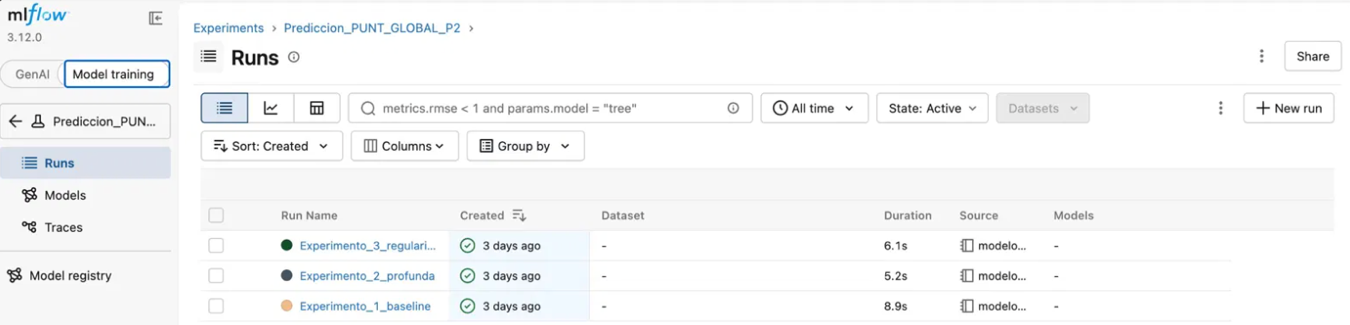 mlflow
3.12.0
GenAI Model training
Prediccion_PUN...
Runs
Models
Traces
Model registry
Experiments > Prediccion_PUNT_GLOBAL_P2 >
Runs
Share
metrics.rmse < 1 and params.model = "tree"
All time
State: Active
Datasets
+ New run
Sort: Created
Columns
Group by
Run Name Created Dataset Duration Source Models
Experimento_3_regulari... 3 days ago - 6.1s modelo... -
Experimento_2_profunda 3 days ago - 5.2s modelo... -
Experimento_1_baseline 3 days ago - 8.9s modelo... -